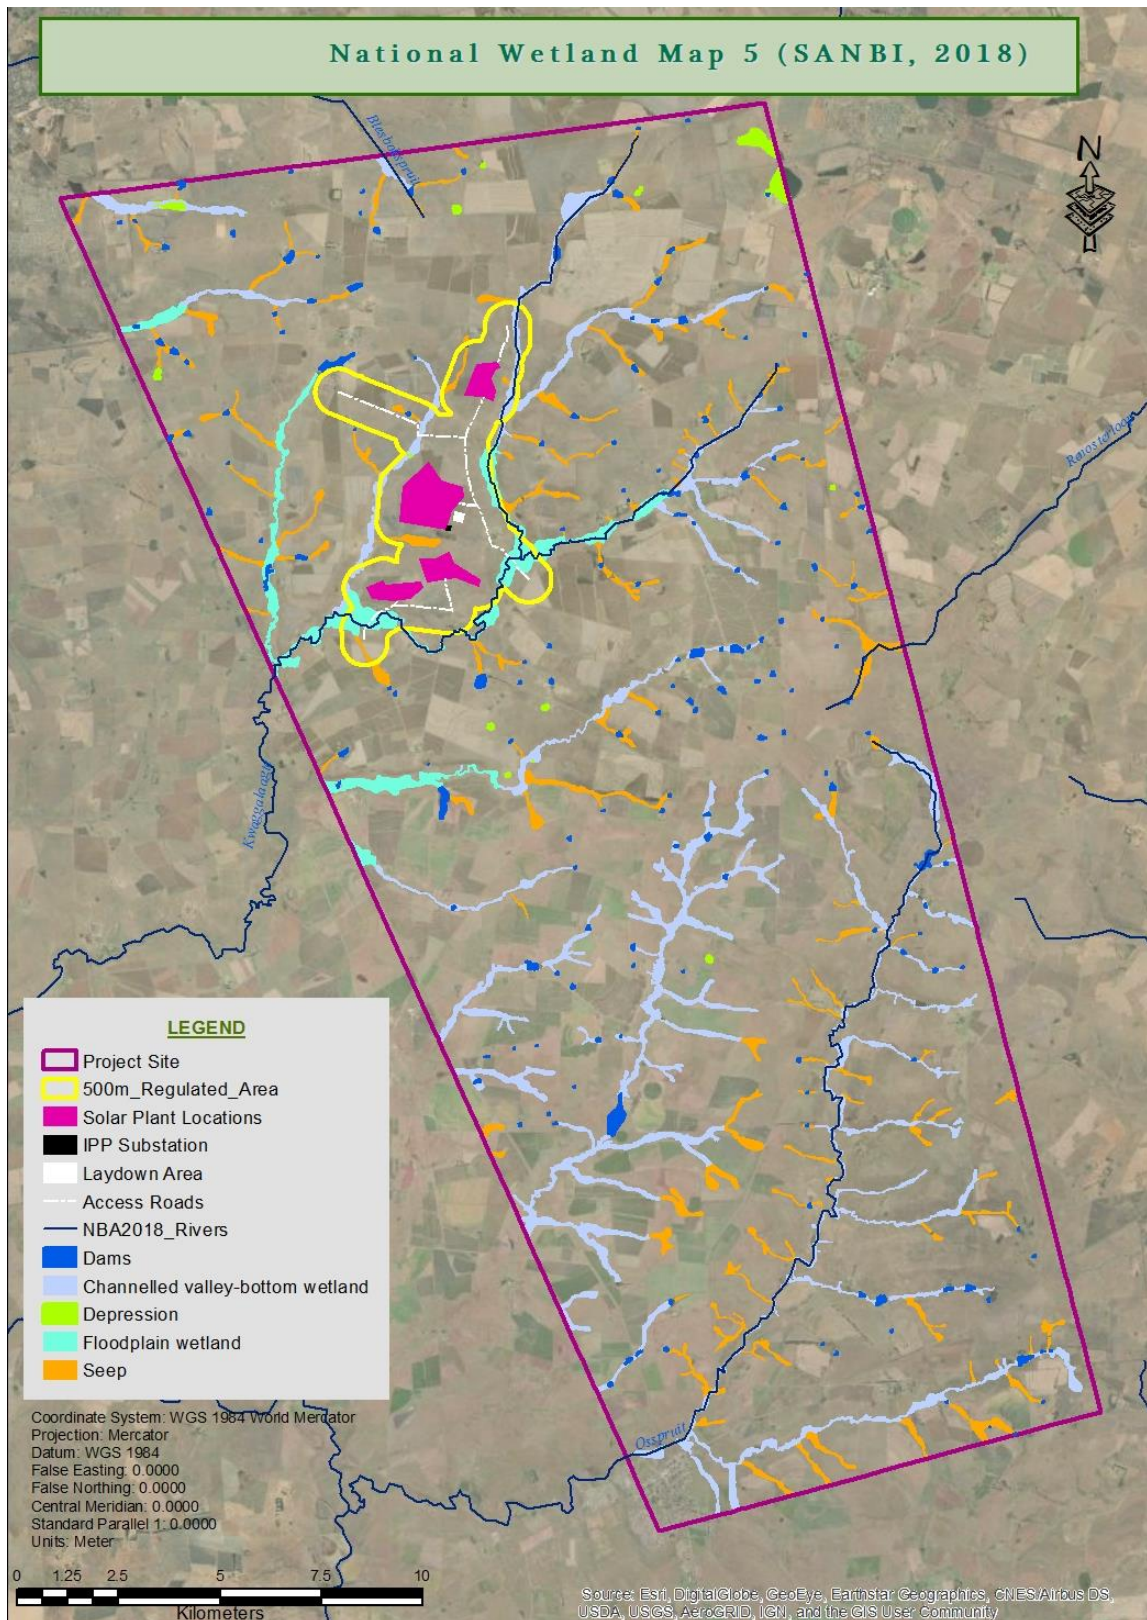 National Wetland Map 5 (SANBI, 2018)
Blesbokspruit
N
Kwaggalaagte
Osspruit
LEGEND
Project Site
500m_Regulated_Area
Solar Plant Locations
IPP Substation
Laydown Area
Access Roads
NBA2018_Rivers
Dams
Channelled valley-bottom wetland
Depression
Floodplain wetland
Seep
Coordinate System: WGS 1984 World Mercator
Projection: Mercator
Datum: WGS 1984
False Easting: 0.0000
False Northing: 0.0000
Central Meridian: 0.0000
Standard Parallel 1: 0.0000
Units: Meter
0 1.25 2.5 5 7.5 10
Kilometers
Source: Esri, DigitalGlobe, GeoEye, Earthstar Geographics, CNES/Airbus DS,
USDA, USGS, AeroGRID, IGN, and the GIS User Community